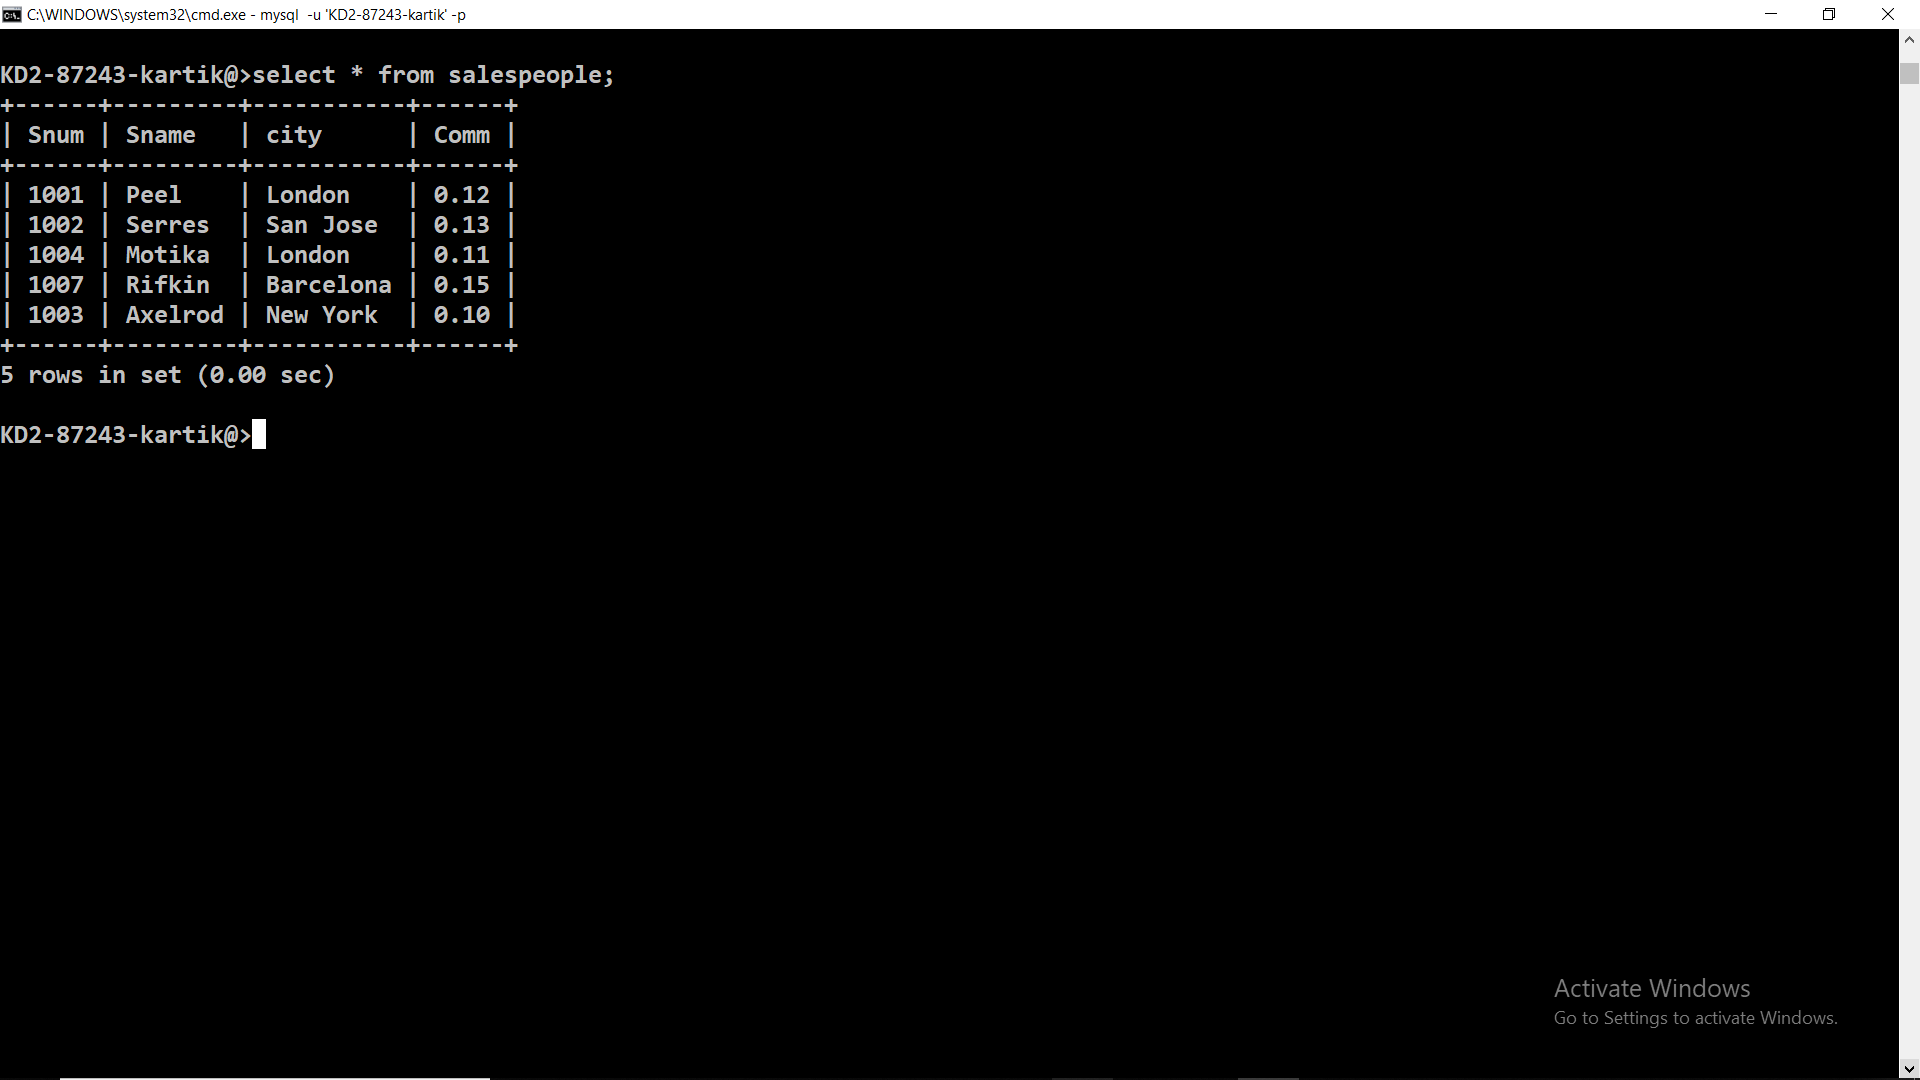 C:\WINDOWS\system32\cmd.exe - mysql  -u 'KD2-87243-kartik' -p
KD2-87243-kartik@>select * from salespeople;
+------+---------+-----------+------+
| Snum | Sname   | city      | Comm |
+------+---------+-----------+------+
| 1001 | Peel    | London    | 0.12 |
| 1002 | Serres  | San Jose  | 0.13 |
| 1004 | Motika  | London    | 0.11 |
| 1007 | Rifkin  | Barcelona | 0.15 |
| 1003 | Axelrod | New York  | 0.10 |
+------+---------+-----------+------+
5 rows in set (0.00 sec)
KD2-87243-kartik@>
Activate Windows
Go to Settings to activate Windows.